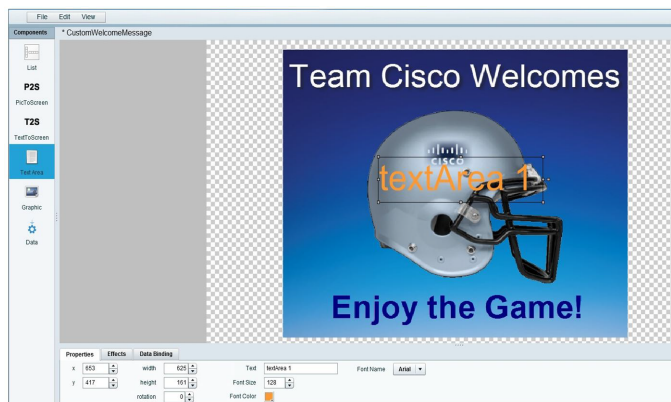 File Edit View
Components
* CustomWelcomeMessage
List
P2S
PicToScreen
T2S
TextToScreen
Text Area
Graphic
Data
Team Cisco Welcomes
CISCO
textArea 1
Enjoy the Game!
Properties Effects Data Binding
x 653 width 625 Text textArea 1 Font Name Arial
y 417 height 161 Font Size 128
rotation 0 Font Color